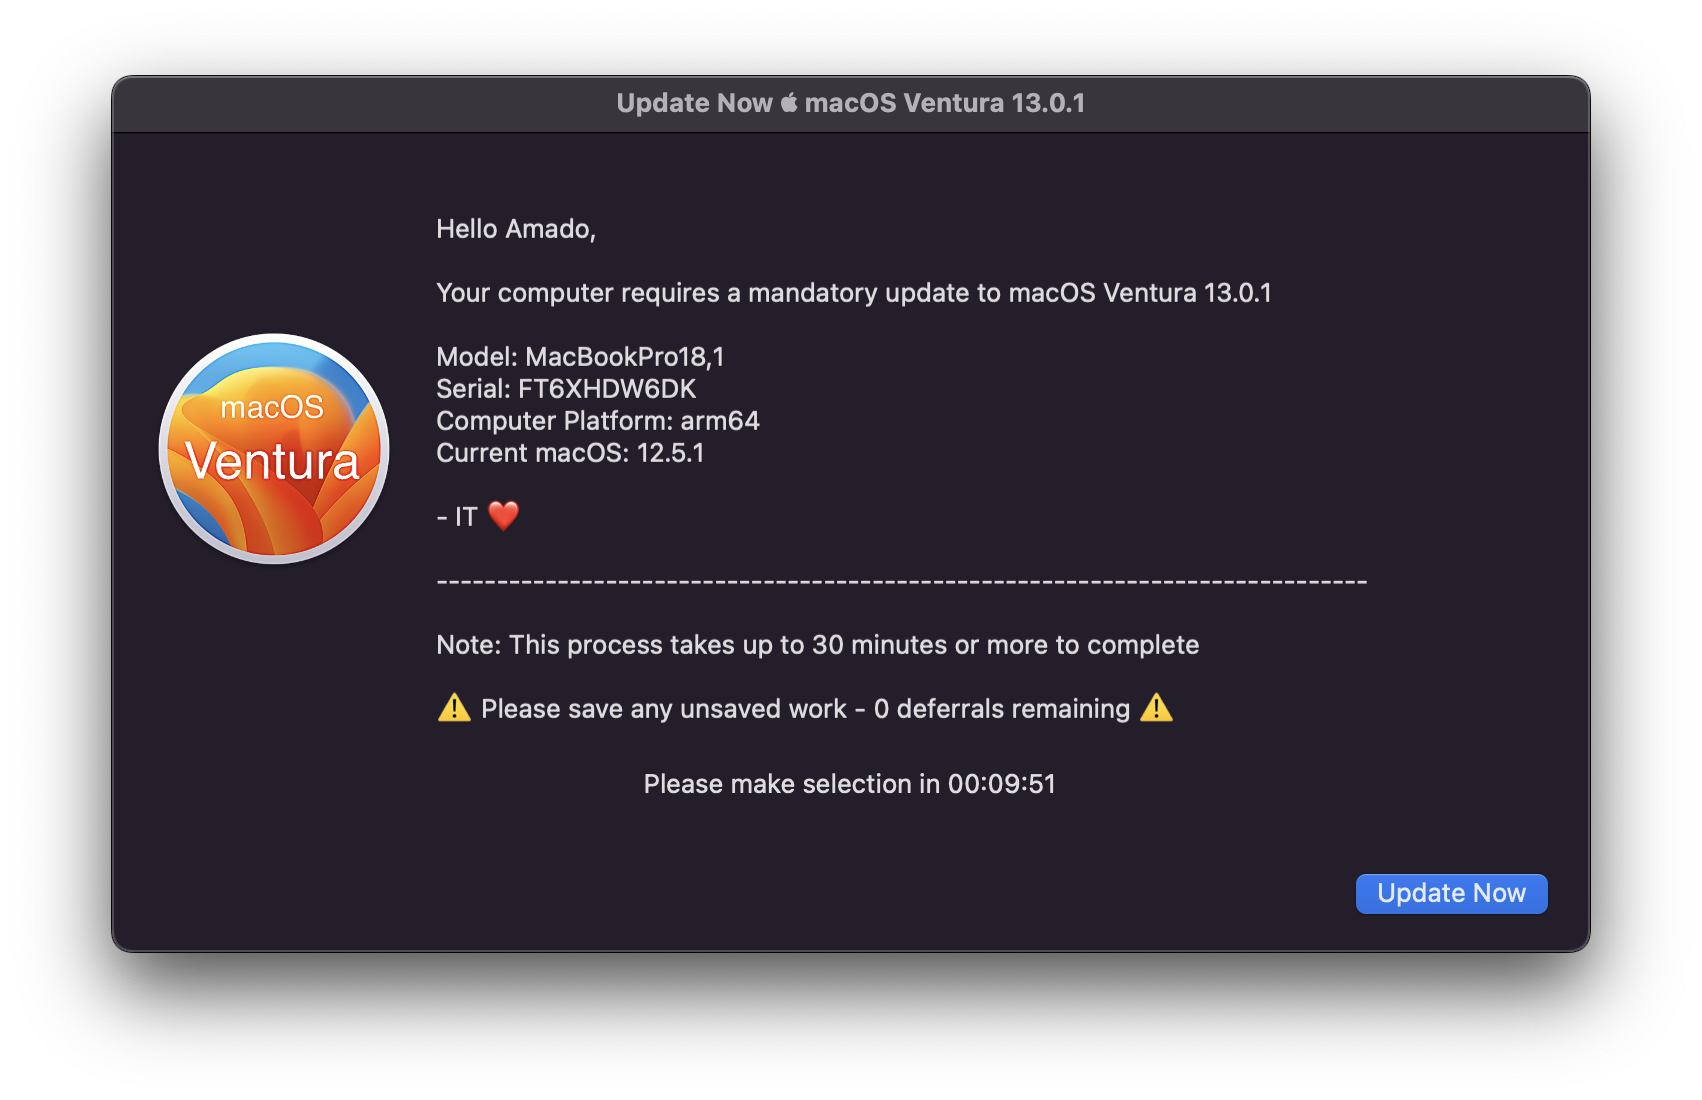 Update Now  macOS Ventura 13.0.1
Hello Amado,
Your computer requires a mandatory update to macOS Ventura 13.0.1
macOS
Ventura
Model: MacBookPro18,1
Serial: FT6XHDW6DK
Computer Platform: arm64
Current macOS: 12.5.1
- IT ❤️
------------------------------------------------------------------------------
Note: This process takes up to 30 minutes or more to complete
⚠️ Please save any unsaved work - 0 deferrals remaining ⚠️
Please make selection in 00:09:51
Update Now